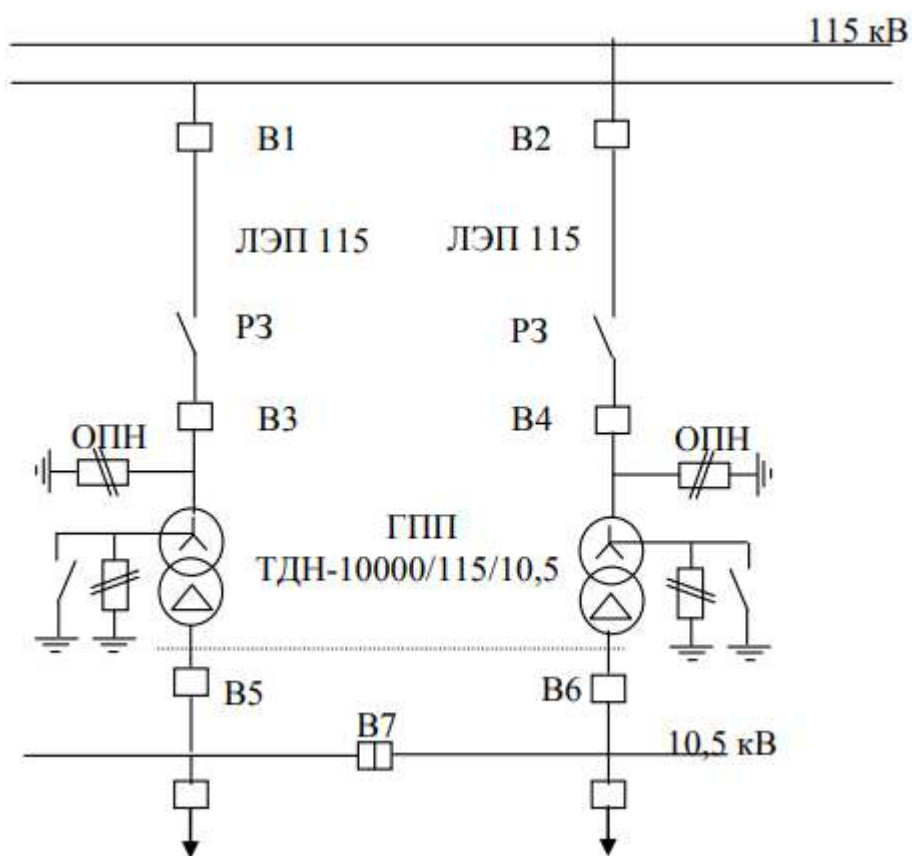 115 кВ
В1
В2
ЛЭП 115
ЛЭП 115
РЗ
РЗ
В3
В4
ОПН
ОПН
ГПП
ТДН-10000/115/10,5
В5
В6
В7
10,5 кВ